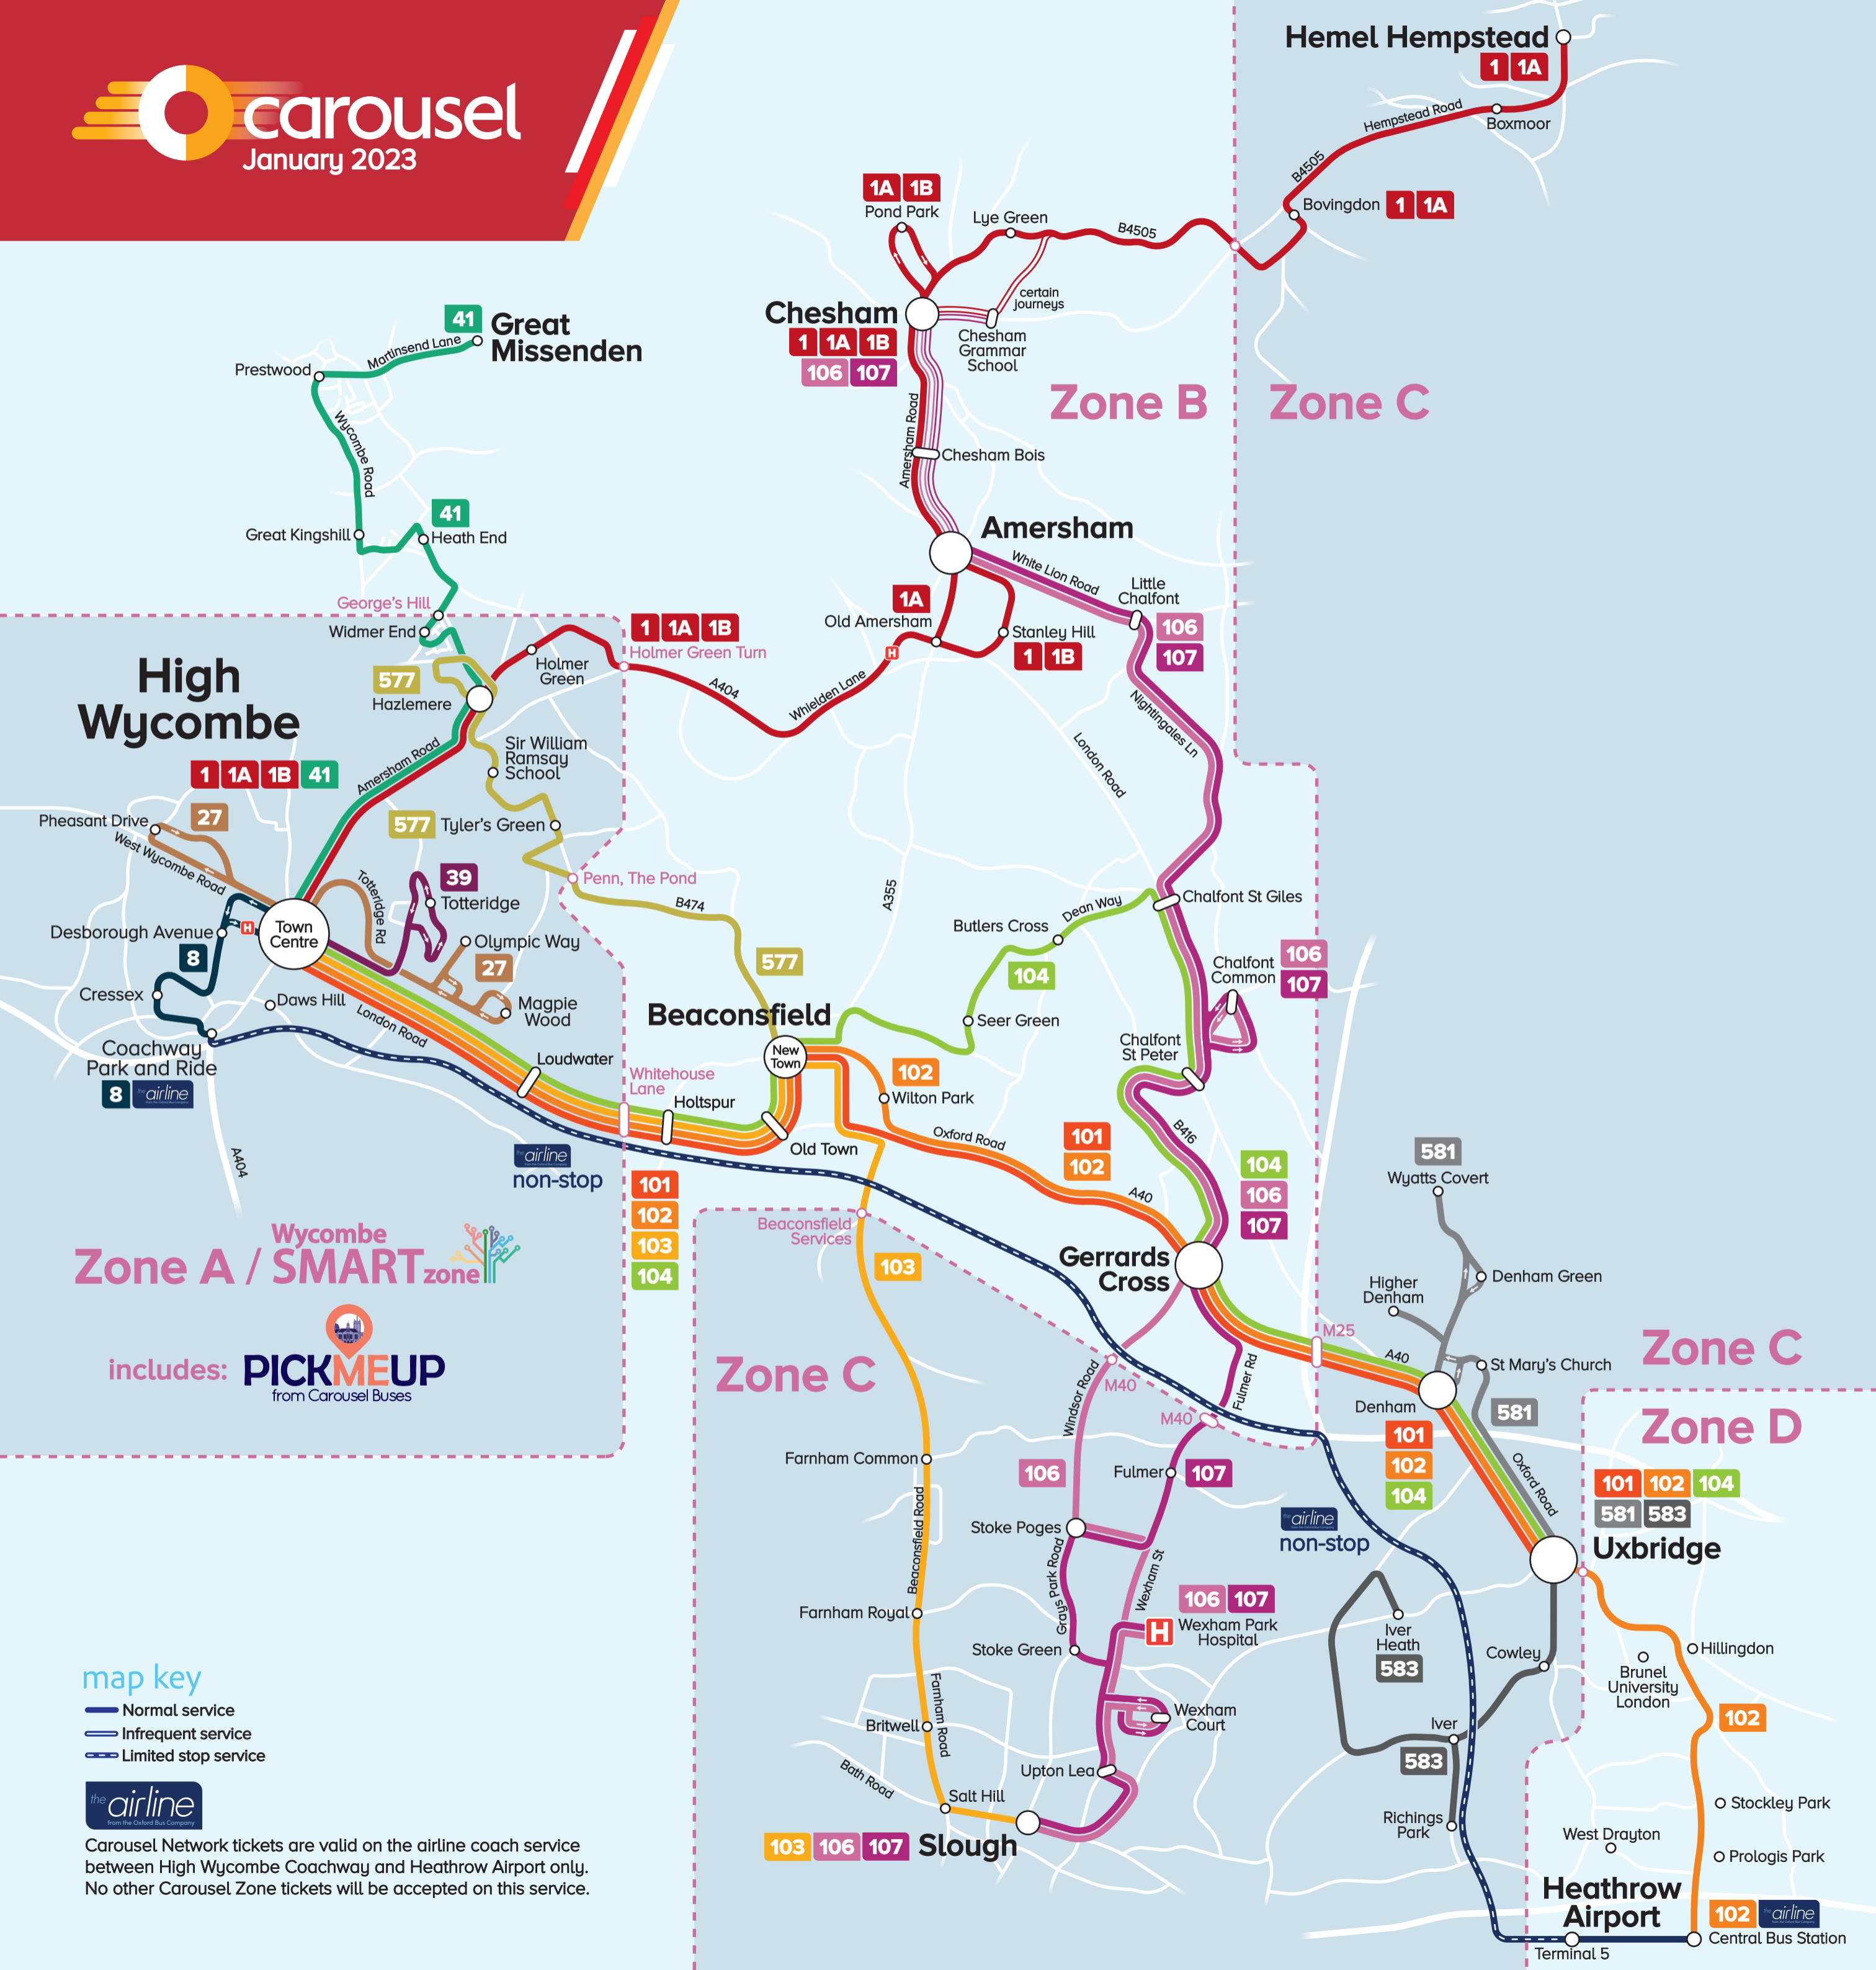 carousel
January 2023
Hemel Hempstead
1 1A
Hempstead Road
Boxmoor
B4505
Bovingdon 1 1A
1A 1B
Pond Park
Lye Green
B4505
certain
journeys
Chesham
1 1A 1B
106 107
Chesham
Grammar
School
Zone B
Zone C
41 Great
Missenden
Martinsend Lane
Prestwood
Wycombe Road
Amersham Road
Chesham Bois
Great Kingshill
41
Heath End
Amersham
White Lion Road
Little
Chalfont
106
107
George's Hill
Widmer End
1A
Old Amersham
Stanley Hill
1 1B
H
1 1A 1B
Holmer Green Turn
Holmer
Green
A404
Whielden Lane
577
Hazlemere
High
Wycombe
1 1A 1B 41
Amersham Road
Sir William
Ramsay
School
Nightingales Ln
London Road
577 Tyler's Green
Pheasant Drive
27
West Wycombe Road
Totteridge Rd
39
Totteridge
Penn, The Pond
B474
A355
Chalfont St Giles
Dean Way
Butlers Cross
104
Desborough Avenue
H
Town
Centre
Olympic Way
27
8
Cressex
Daws Hill
London Road
Magpie
Wood
577
Chalfont
Common
106
107
Beaconsfield
New
Town
Seer Green
Chalfont
St Peter
Coachway
Park and Ride
8 the airline
Loudwater
Whitehouse
Lane
Holtspur
Old Town
102
Wilton Park
Oxford Road
101
102
B416
A40
A404
the airline
non-stop
101
102
103
104
104
106
107
581
Wyatts Covert
Beaconsfield
Services
103
Gerrards
Cross
Denham Green
Higher
Denham
Wycombe
Zone A / SMARTzone
includes: PICKMEUP
from Carousel Buses
Zone C
M25
A40
St Mary's Church
Zone C
Windsor Road
M40
M40
Fulmer Rd
Denham
581
101
102
104
Zone D
Oxford Road
101 102 104
581 583
Uxbridge
Farnham Common
106
Fulmer
107
the airline
non-stop
Stoke Poges
Beaconsfield Road
Grays Park Road
Wexham St
106 107
H Wexham Park
Hospital
Farnham Royal
Stoke Green
Iver
Heath
583
Cowley
Hillingdon
Brunel
University
London
102
Farnham Road
Britwell
Wexham
Court
Iver
583
Bath Road
Upton Lea
Salt Hill
Richings
Park
Stockley Park
West Drayton
Prologis Park
103 106 107 Slough
Heathrow
Airport
102 the airline
Central Bus Station
Terminal 5
map key
Normal service
Infrequent service
Limited stop service
the airline
from the Oxford Bus Company
Carousel Network tickets are valid on the airline coach service
between High Wycombe Coachway and Heathrow Airport only.
No other Carousel Zone tickets will be accepted on this service.